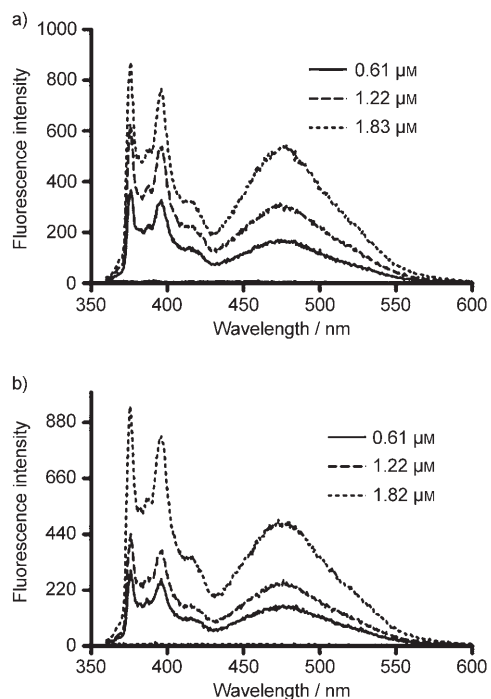 a)
1000
800
600
400
200
0
Fluorescence intensity
0.61 µM
1.22 µM
1.83 µM
350 400 450 500 550 600
Wavelength / nm
b)
880
660
440
220
0
Fluorescence intensity
0.61 µM
1.22 µM
1.82 µM
350 400 450 500 550 600
Wavelength / nm